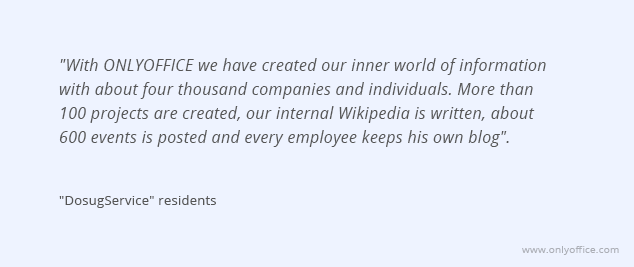 "With ONLYOFFICE we have created our inner world of information
with about four thousand companies and individuals. More than
100 projects are created, our internal Wikipedia is written, about
600 events is posted and every employee keeps his own blog".
"DosugService" residents
www.onlyoffice.com